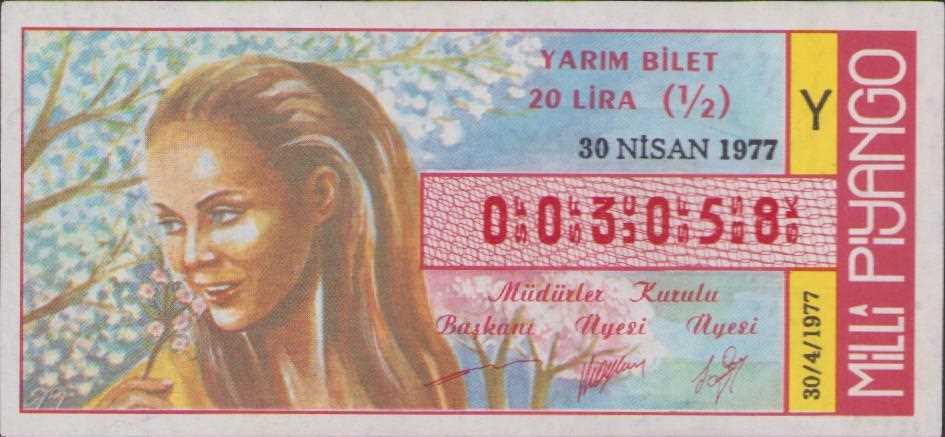 YARIM BİLET
20 LİRA (½)
30 NİSAN 1977
Y
MİLLÎ PİYANGO
0 0 3 0 5 8
Müdürler Kurulu
Başkanı Üyesi Üyesi
30/4/1977